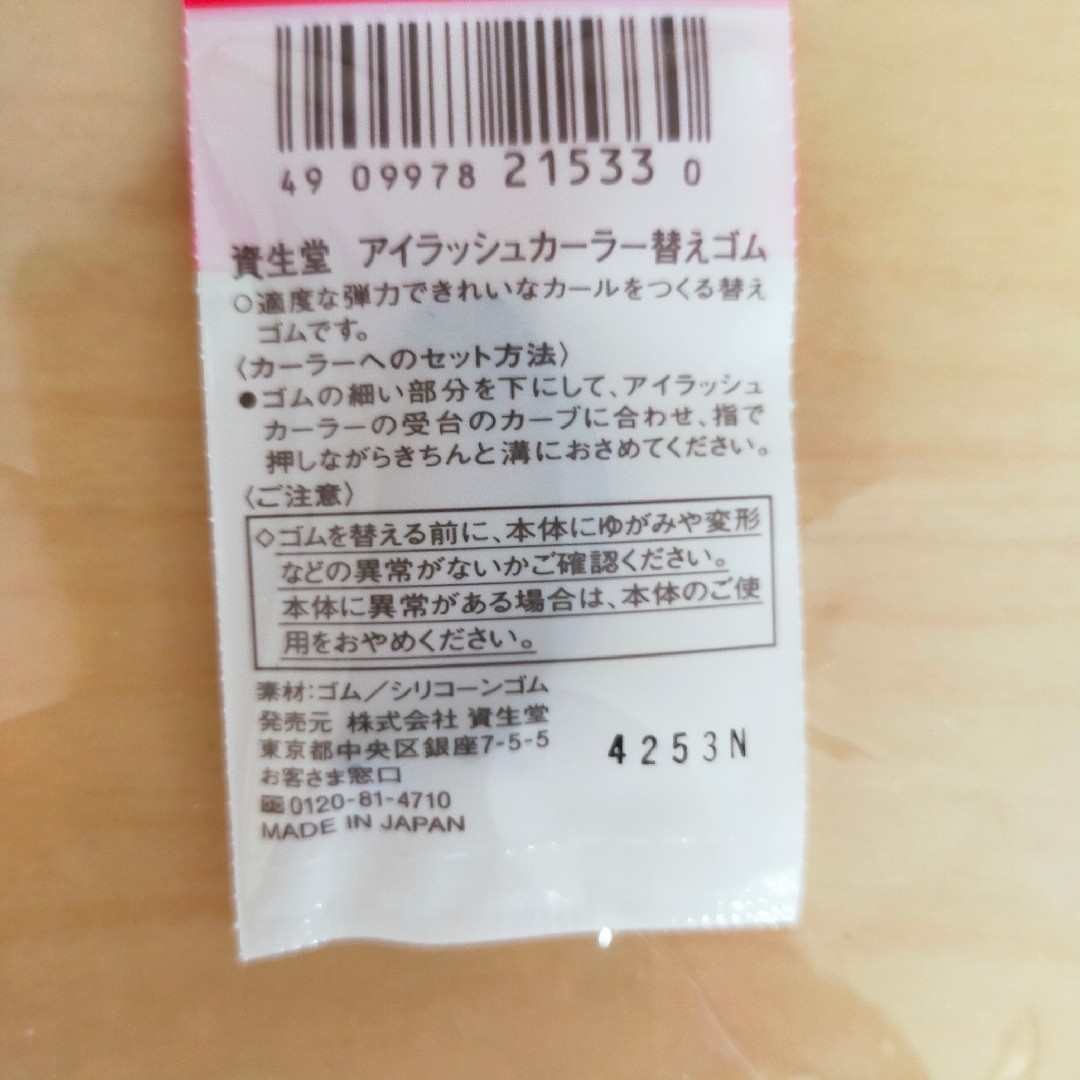 49 09978 21533 0
資生堂 アイラッシュカーラー替えゴム
○適度な弾力できれいなカールをつくる替え
ゴムです。
〈カーラーへのセット方法〉
●ゴムの細い部分を下にして、アイラッシュ
カーラーの受台のカーブに合わせ、指で
押しながらきちんと溝におさめてください。
〈ご注意〉
◇ゴムを替える前に、本体にゆがみや変形
などの異常がないかご確認ください。
本体に異常がある場合は、本体のご使
用をおやめください。
素材:ゴム/シリコーンゴム
発売元 株式会社 資生堂
東京都中央区銀座7-5-5
4253N
お客さま窓口
0120-81-4710
MADE IN JAPAN